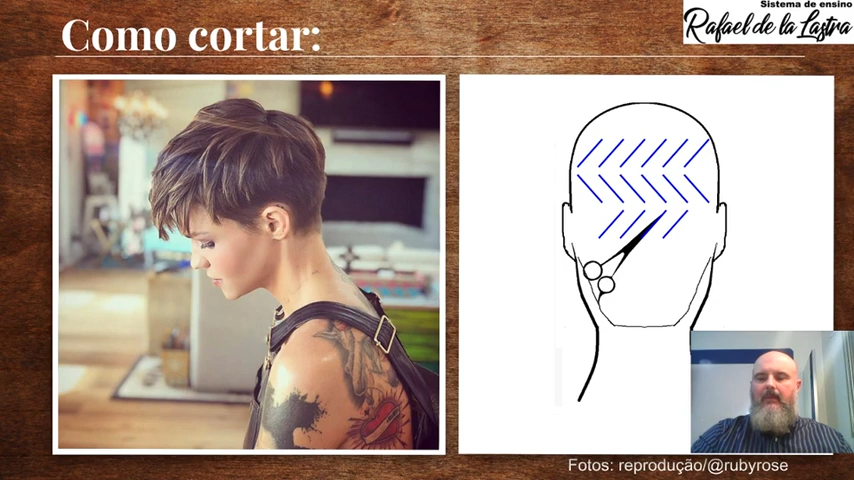 Como cortar:
Sistema de ensino
Rafael de la Lastra
Fotos: reprodução/@rubyrose